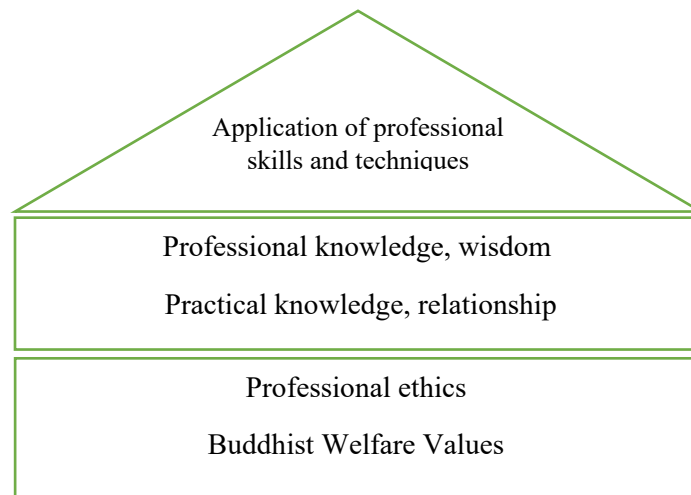 Application of professional
skills and techniques
Professional knowledge, wisdom
Practical knowledge, relationship
Professional ethics
Buddhist Welfare Values